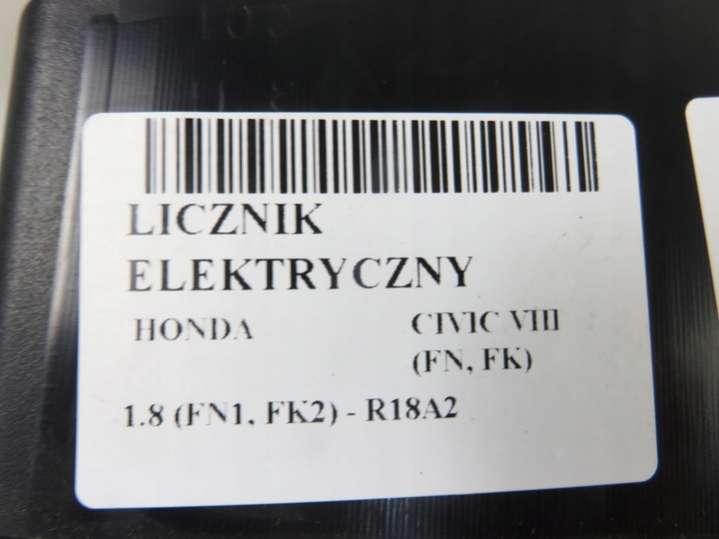 LICZNIK
ELEKTRYCZNY
HONDA CIVIC VIII
(FN, FK)
1.8 (FN1, FK2) - R18A2